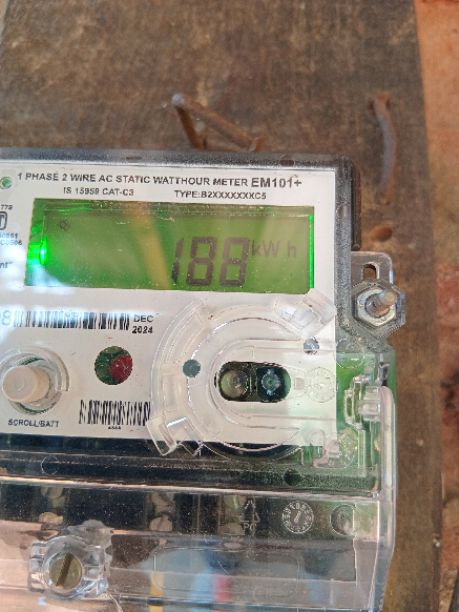 1 PHASE 2 WIRE AC STATIC WATTHOUR METER EM101+
IS 15959 CAT-C3 TYPE:B2XXXXXXXC5
188 kWh
DEC
2024
SCROLL/BATT